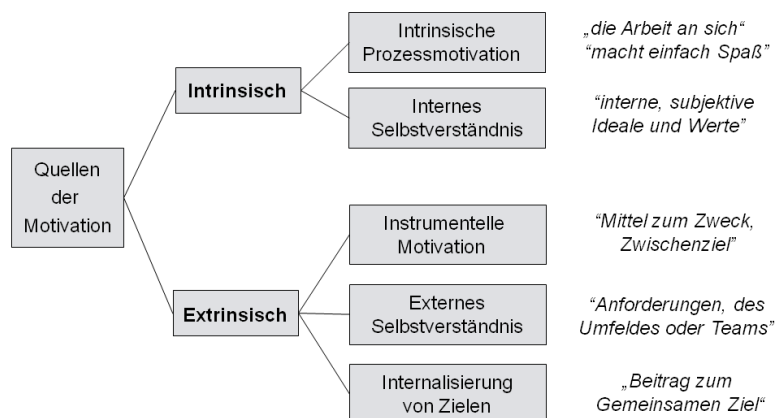 Quellen
der
Motivation
Intrinsisch
Intrinsische
Prozessmotivation
„die Arbeit an sich“
“macht einfach Spaß”
Internes
Selbstverständnis
“interne, subjektive
Ideale und Werte”
Extrinsisch
Instrumentelle
Motivation
“Mittel zum Zweck,
Zwischenziel”
Externes
Selbstverständnis
“Anforderungen, des
Umfeldes oder Teams”
Internalisierung
von Zielen
„Beitrag zum
Gemeinsamen Ziel“